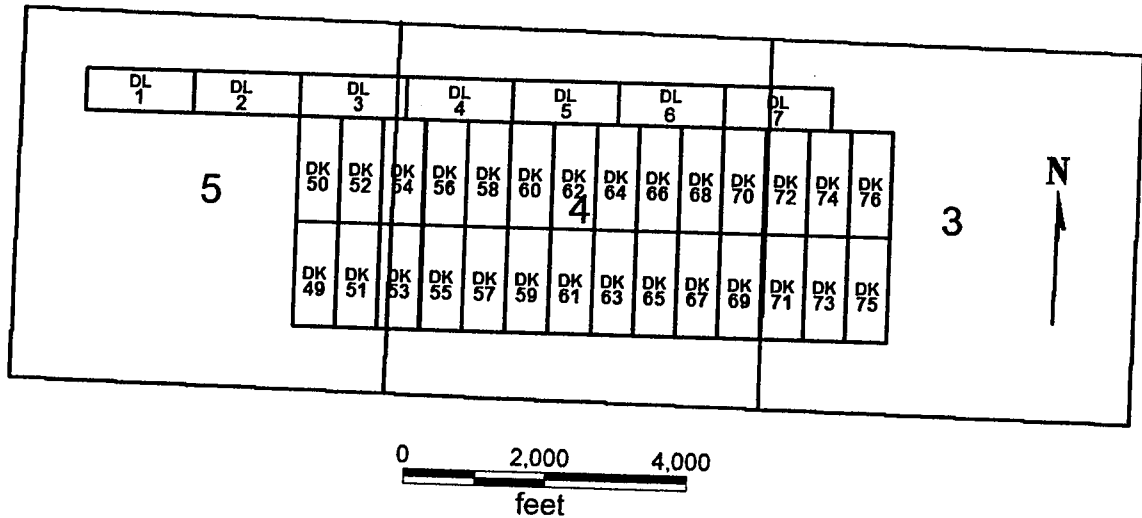 DL
1
DL
2
DL
3
DL
4
DL
5
DL
6
DL
7
DK
50
DK
52
DK
54
DK
56
DK
58
DK
60
DK
62
DK
64
DK
66
DK
68
DK
70
DK
72
DK
74
DK
76
5
4
3
N
DK
49
DK
51
DK
53
DK
55
DK
57
DK
59
DK
61
DK
63
DK
65
DK
67
DK
69
DK
71
DK
73
DK
75
0 2,000 4,000
feet